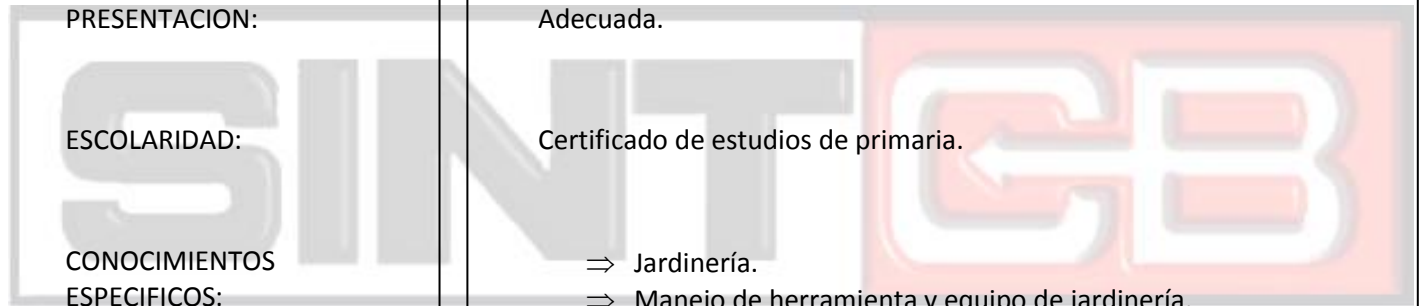 PRESENTACION: Adecuada.
ESCOLARIDAD: Certificado de estudios de primaria.
CONOCIMIENTOS ESPECIFICOS:
⇒ Jardinería.
⇒ Manejo de herramienta y equipo de jardinería
SINTCB